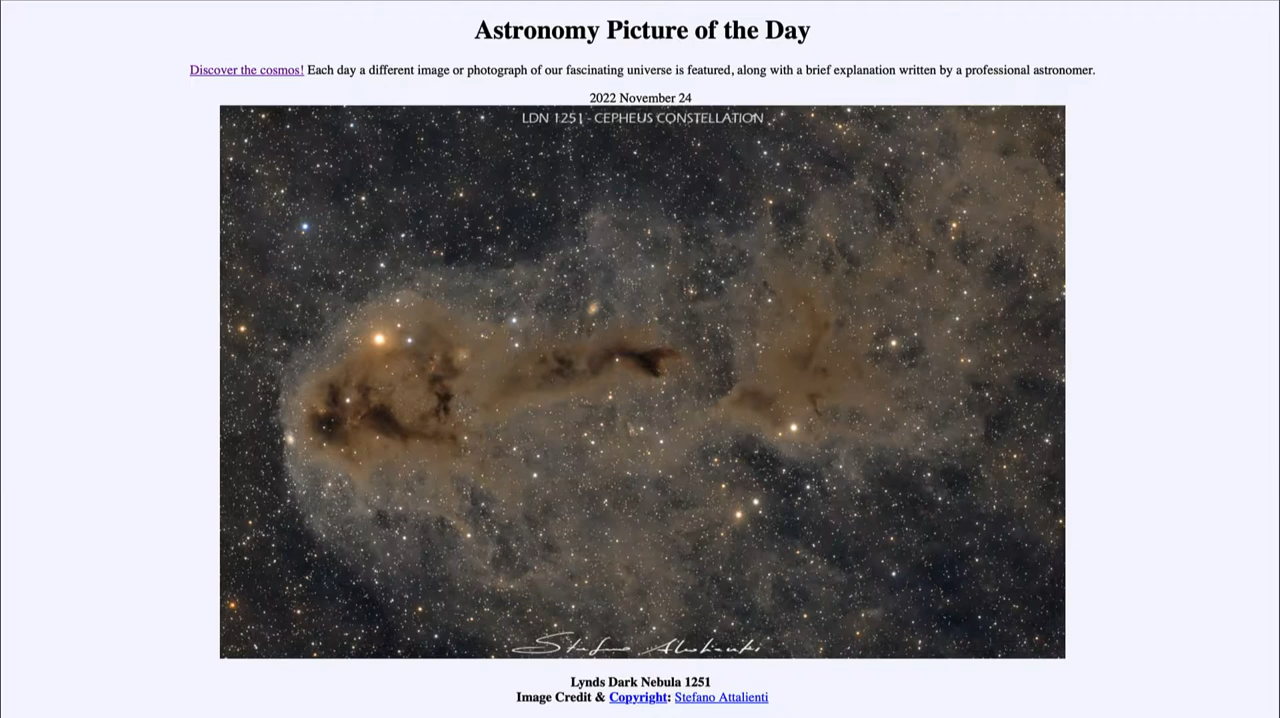 Astronomy Picture of the Day
Discover the cosmos! Each day a different image or photograph of our fascinating universe is featured, along with a brief explanation written by a professional astronomer.
2022 November 24
LDN 1251 - CEPHEUS CONSTELLATION
Stefano Attalienti
Lynds Dark Nebula 1251
Image Credit & Copyright: Stefano Attalienti